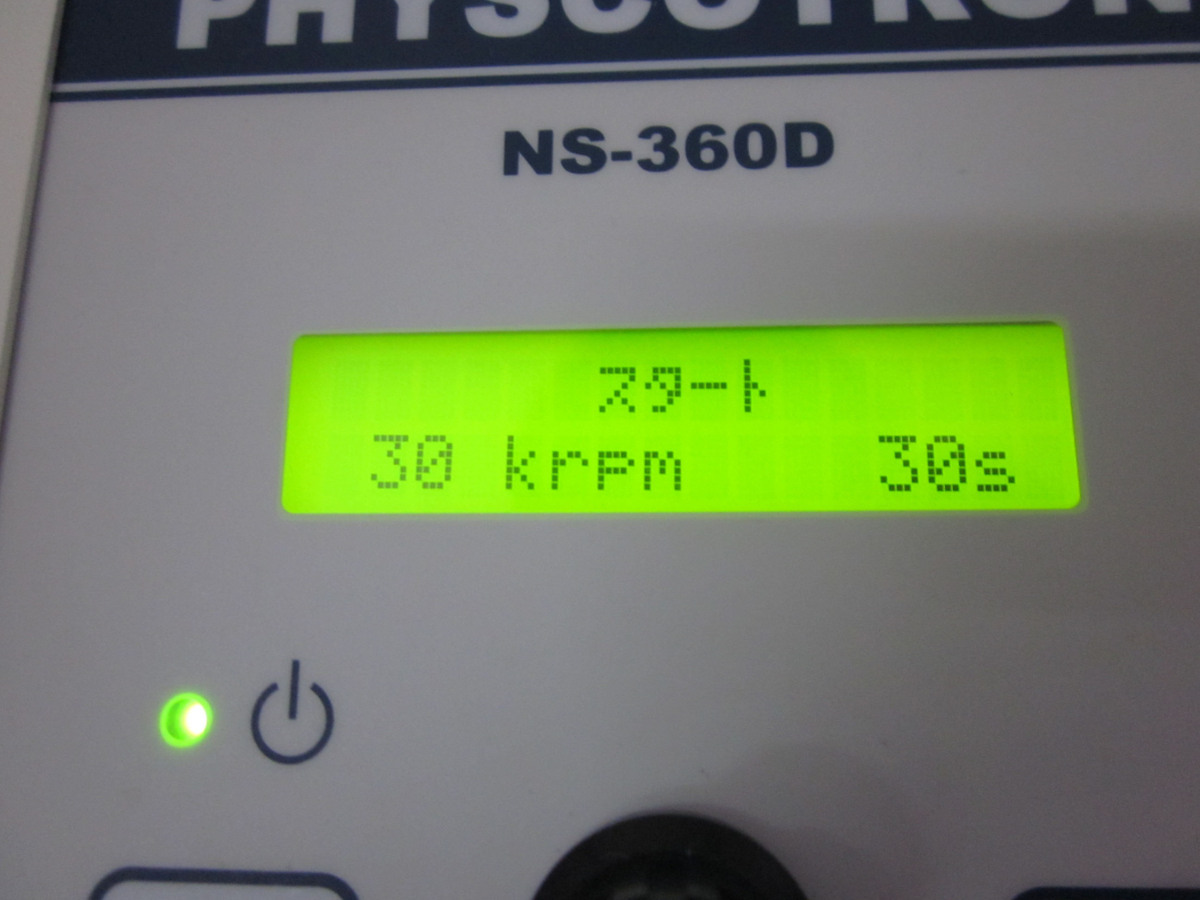 PHYSCOTRON
NS-360D
スタート
30 krpm 30s